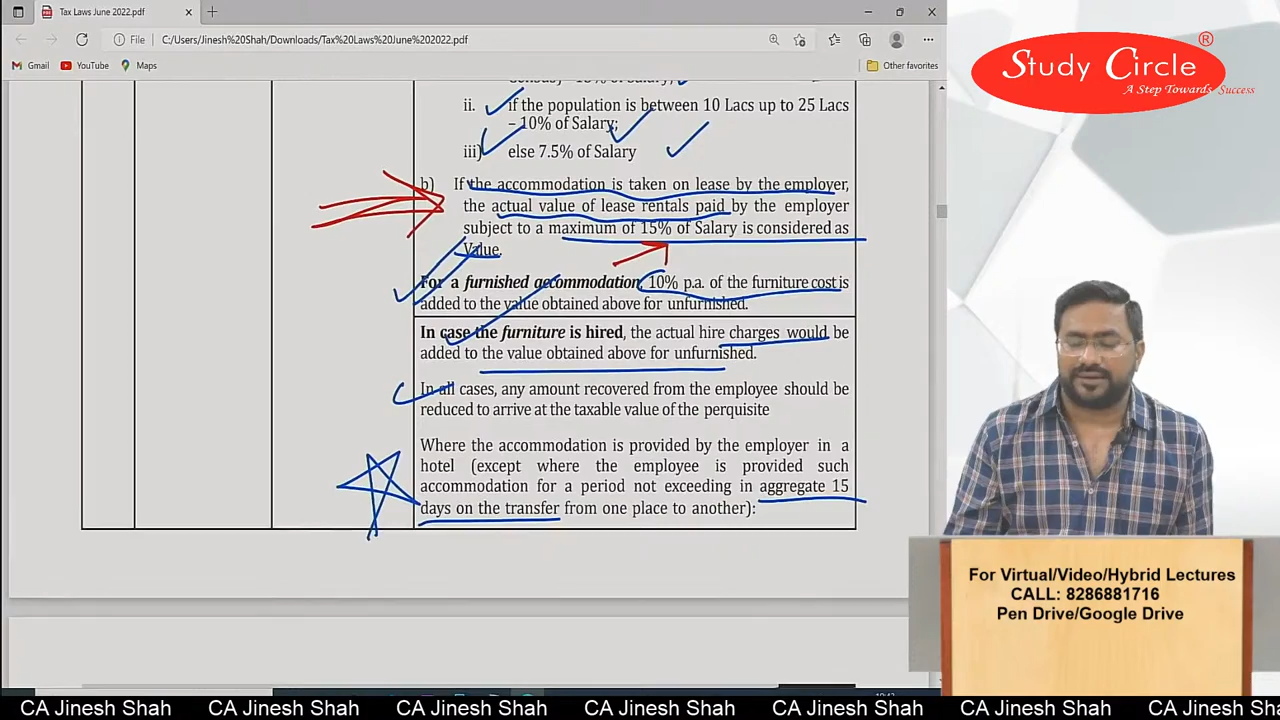 Tax Laws June 2022.pdf
File
C:/Users/Jinesh%20Shah/Downloads/Tax%20Laws%20June%202022.pdf
Gmail
YouTube
Maps
Other favorites
Study Circle ®
A Step Towards Success
ii. if the population is between 10 Lacs up to 25 Lacs
– 10% of Salary;
iii) else 7.5% of Salary
b) If the accommodation is taken on lease by the employer,
the actual value of lease rentals paid by the employer
subject to a maximum of 15% of Salary is considered as
Value.
For a furnished accommodation, 10% p.a. of the furniture cost is
added to the value obtained above for unfurnished.
In case the furniture is hired, the actual hire charges would be
added to the value obtained above for unfurnished.
In all cases, any amount recovered from the employee should be
reduced to arrive at the taxable value of the perquisite
Where the accommodation is provided by the employer in a
hotel (except where the employee is provided such
accommodation for a period not exceeding in aggregate 15
days on the transfer from one place to another):
For Virtual/Video/Hybrid Lectures
CALL: 8286881716
Pen Drive/Google Drive
CA Jinesh Shah CA Jinesh Shah CA Jinesh Shah CA Jinesh Shah CA Jinesh Shah CA Jinesh Shah CA Jines